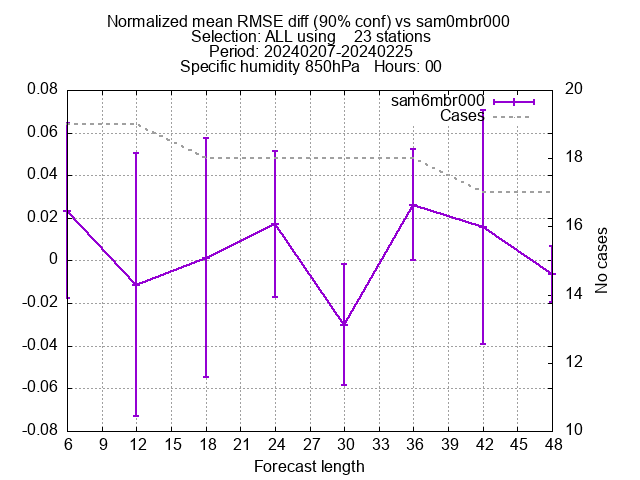 Normalized mean RMSE diff (90% conf) vs sam0mbr000
Selection: ALL using    23 stations
Period: 20240207-20240225
Specific humidity 850hPa   Hours: 00
sam6mbr000
Cases
0.08
0.06
0.04
0.02
0
-0.02
-0.04
-0.06
-0.08
20
18
16
14
12
10
No cases
6 9 12 15 18 21 24 27 30 33 36 39 42 45 48
Forecast length